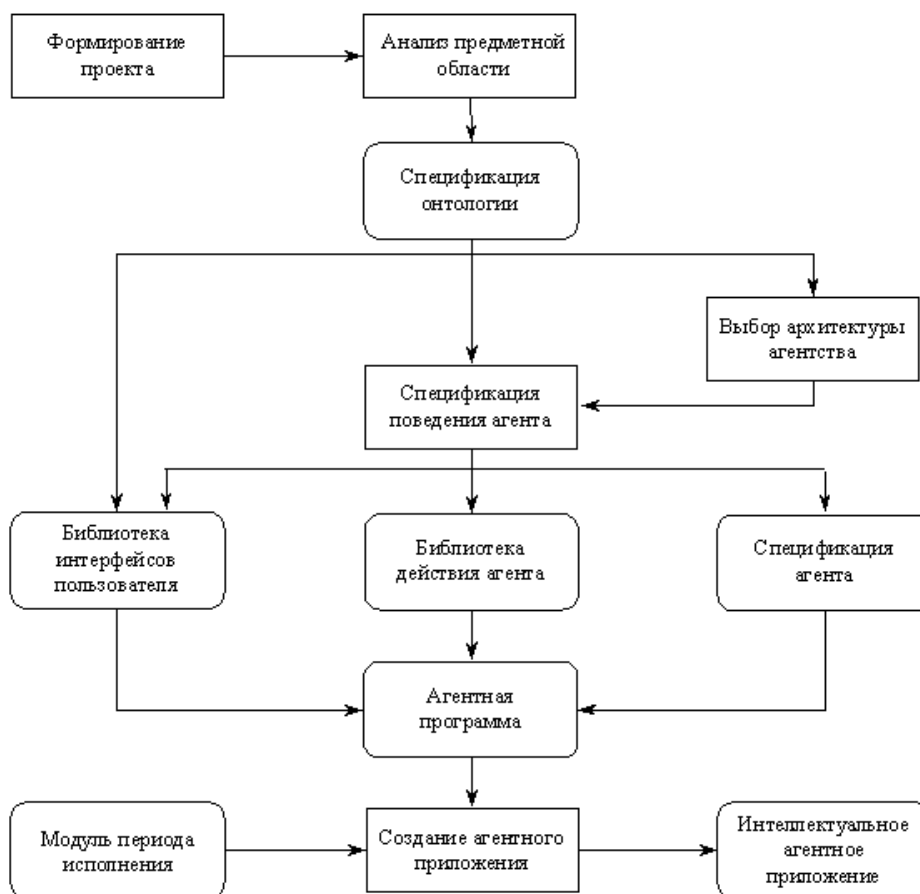 Формирование
проекта
Анализ предметной
области
Спецификация
онтологии
Выбор архитектуры
агентства
Спецификация
поведения агента
Библиотека
интерфейсов
пользователя
Библиотека
действия агента
Спецификация
агента
Агентная
программа
Модуль периода
исполнения
Создание агентного
приложения
Интеллектуальное
агентное
приложение